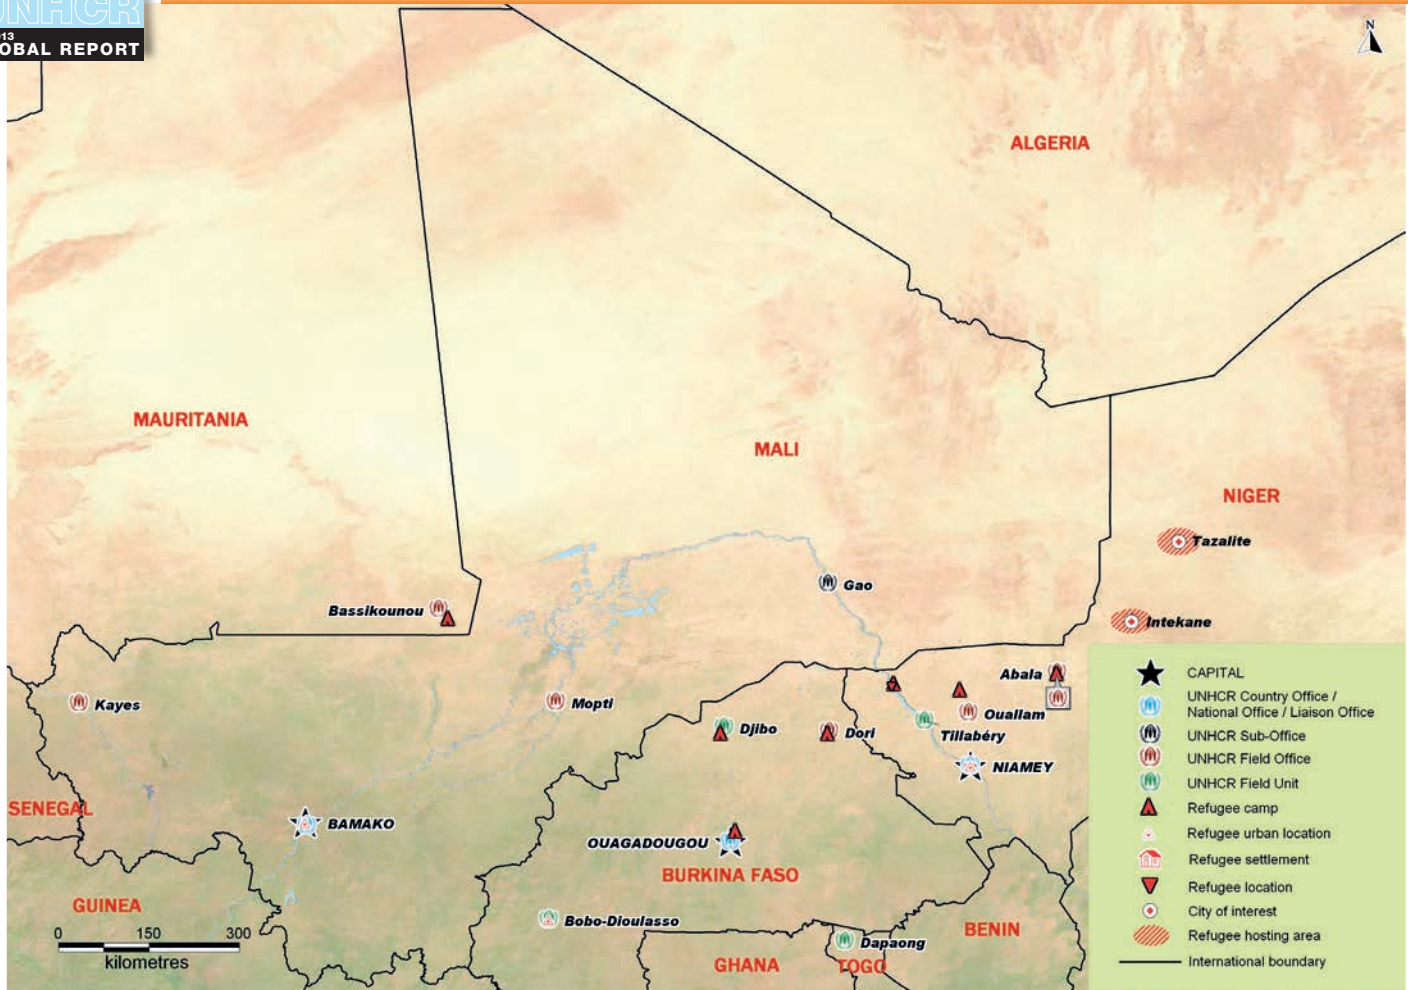 UNHCR
13
OBAL REPORT
N
ALGERIA
MAURITANIA
MALI
NIGER
Tazalite
Gao
Bassikounou
Intekane
Abala
Kayes
Mopti
Ouallam
Djibo
Dori
Tillabéry
NIAMEY
SENEGAL
BAMAKO
OUAGADOUGOU
BURKINA FASO
GUINEA
Bobo-Dioulasso
BENIN
Dapaong
GHANA
TOGO
0 150 300
kilometres
CAPITAL
UNHCR Country Office /
National Office / Liaison Office
UNHCR Sub-Office
UNHCR Field Office
UNHCR Field Unit
Refugee camp
Refugee urban location
Refugee settlement
Refugee location
City of interest
Refugee hosting area
International boundary